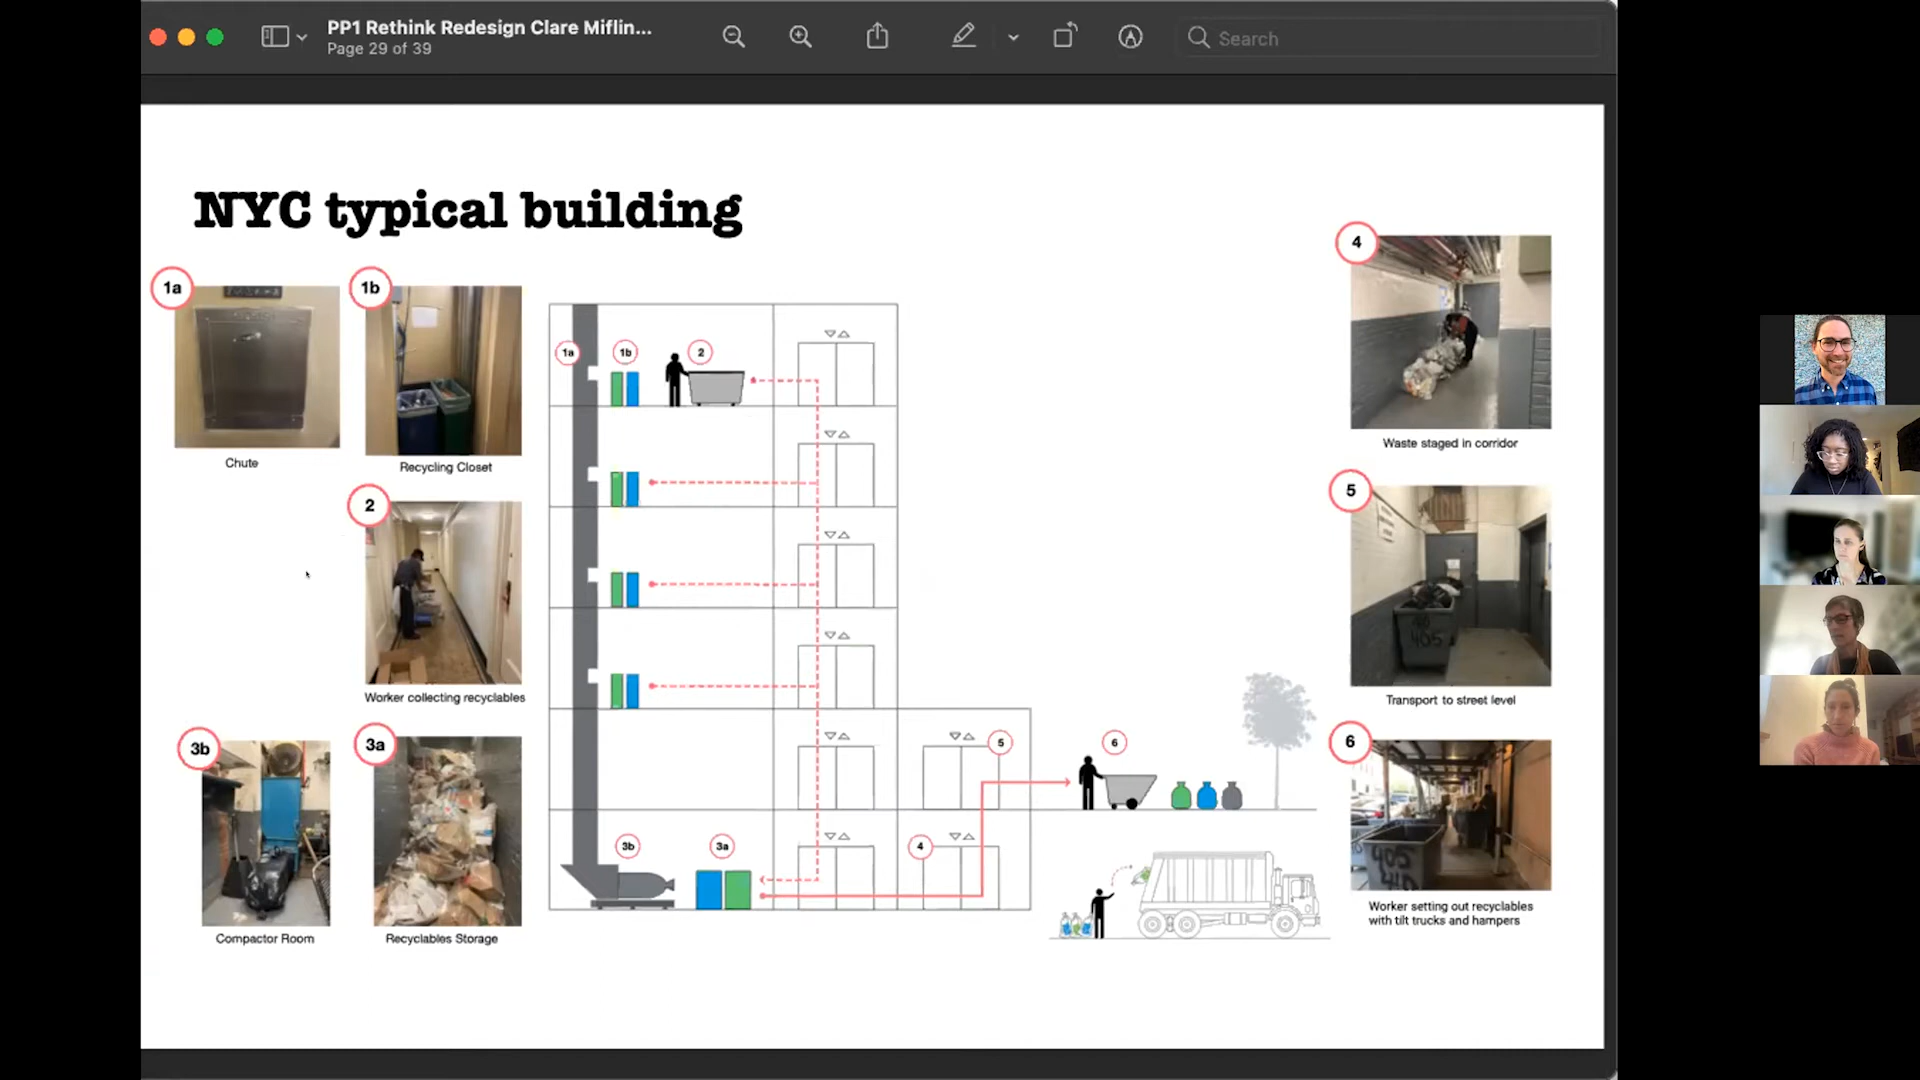 PP1 Rethink Redesign Clare Miflin...
Page 29 of 39
Search
NYC typical building
1a
Chute
1b
Recycling Closet
2
Worker collecting recyclables
3b
Compactor Room
3a
Recyclables Storage
1a
1b
2
3b
3a
4
5
6
4
Waste staged in corridor
5
Transport to street level
405
6
405
Worker setting out recyclables
with tilt trucks and hampers